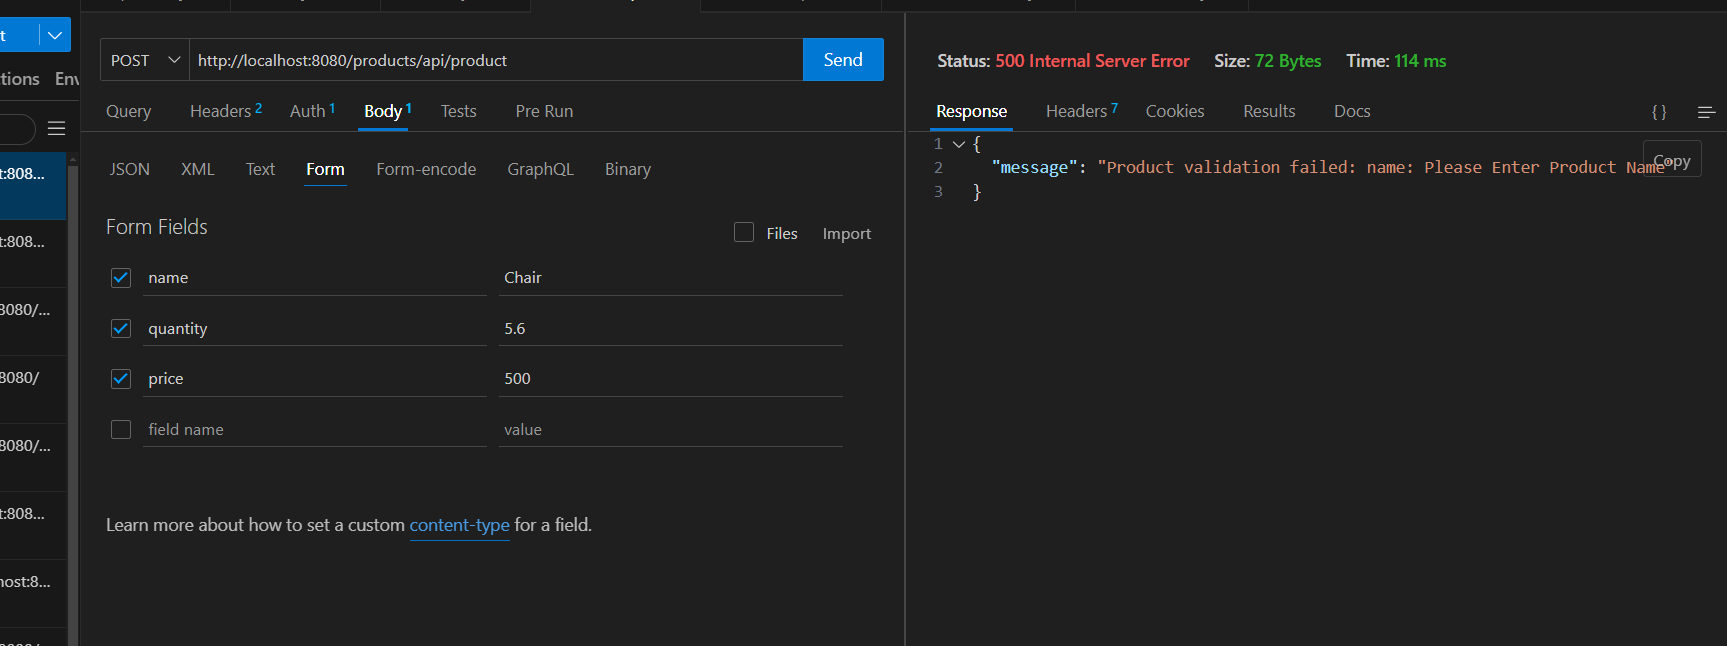 t
tions Env
t:808...
t:808...
8080/...
8080/
8080/...
t:808...
nost:8...
POST http://localhost:8080/products/api/product Send
Query Headers 2 Auth 1 Body 1 Tests Pre Run
JSON XML Text Form Form-encode GraphQL Binary
Form Fields Files Import
name Chair
quantity 5.6
price 500
field name value
Learn more about how to set a custom content-type for a field.
Status: 500 Internal Server Error Size: 72 Bytes Time: 114 ms
Response Headers 7 Cookies Results Docs {}
1 {
2 "message": "Product validation failed: name: Please Enter Product Name"
Copy
3 }